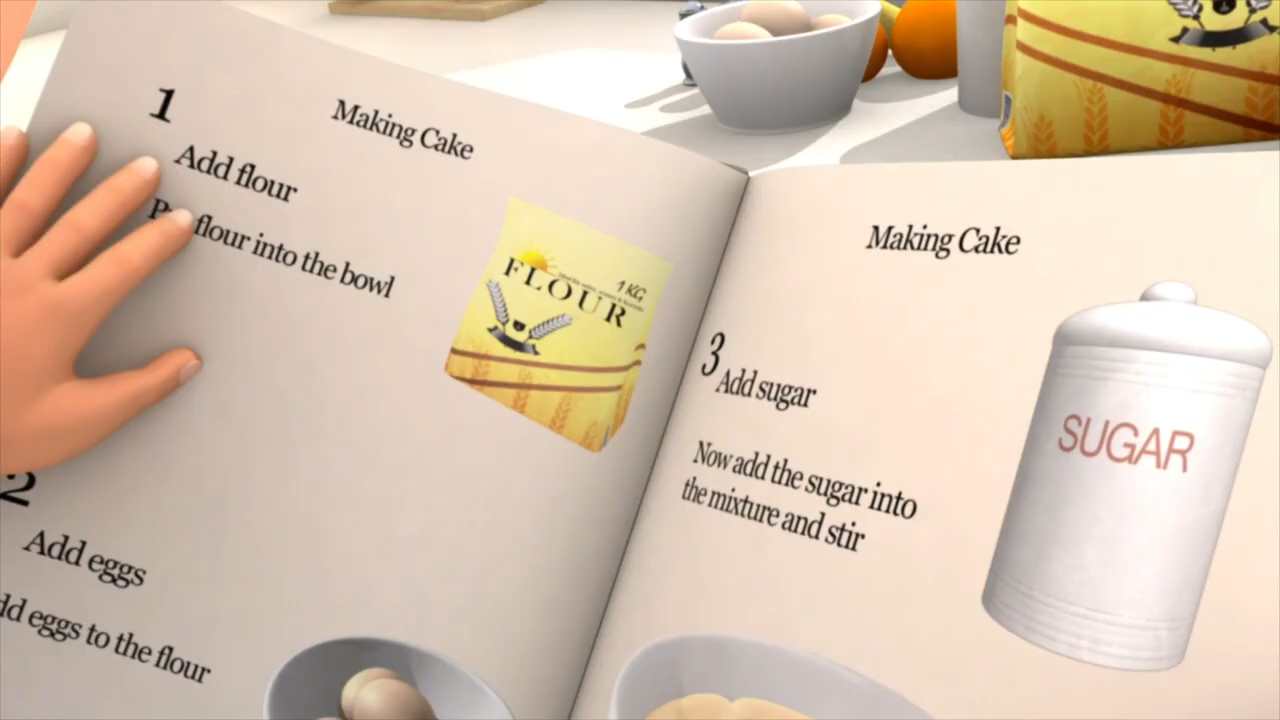 1
Making Cake
Add flour
flour into the bowl
FLOUR
1 KG
2
Add eggs
eggs to the flour
Making Cake
3
Add sugar
Now add the sugar into
the mixture and stir
SUGAR